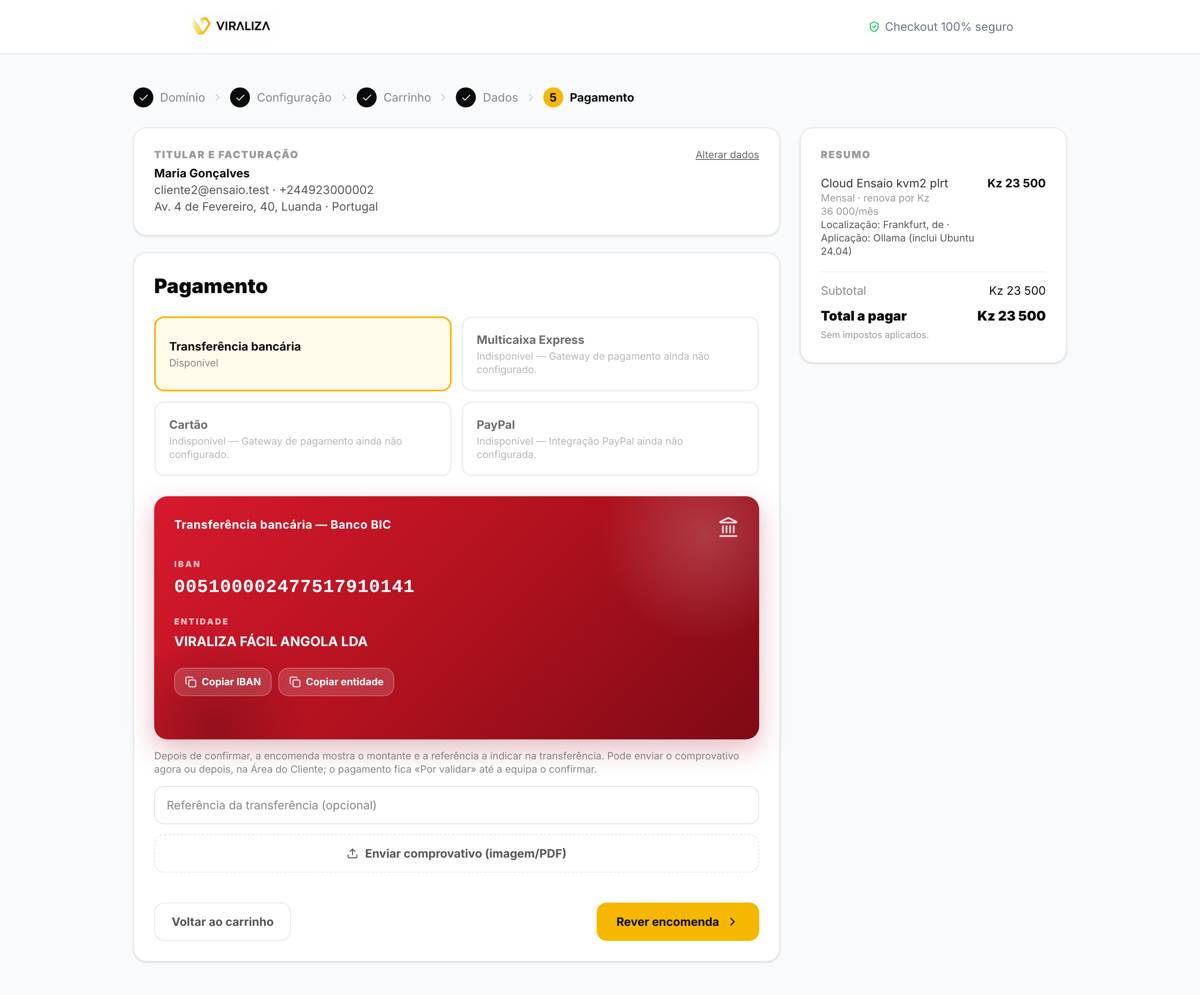 VIRALIZA
Checkout 100% seguro
Domínio
Configuração
Carrinho
Dados
5 Pagamento
TITULAR E FACTURAÇÃO
Alterar dados
Maria Gonçalves
cliente2@ensaio.test · +244923000002
Av. 4 de Fevereiro, 40, Luanda · Portugal
Pagamento
Transferência bancária
Disponível
Multicaixa Express
Indisponível — Gateway de pagamento ainda não
configurado.
Cartão
Indisponível — Gateway de pagamento ainda não
configurado.
PayPal
Indisponível — Integração PayPal ainda não
configurada.
Transferência bancária — Banco BIC
IBAN
005100002477517910141
ENTIDADE
VIRALIZA FÁCIL ANGOLA LDA
Copiar IBAN
Copiar entidade
Depois de confirmar, a encomenda mostra o montante e a referência a indicar na transferência. Pode enviar o comprovativo
agora ou depois, na Área do Cliente; o pagamento fica «Por validar» até a equipa o confirmar.
Referência da transferência (opcional)
Enviar comprovativo (imagem/PDF)
Voltar ao carrinho
Rever encomenda
RESUMO
Cloud Ensaio kvm2 plrt Kz 23 500
Mensal · renova por Kz
36 000/mês
Localização: Frankfurt, de ·
Aplicação: Ollama (inclui Ubuntu
24.04)
Subtotal Kz 23 500
Total a pagar Kz 23 500
Sem impostos aplicados.